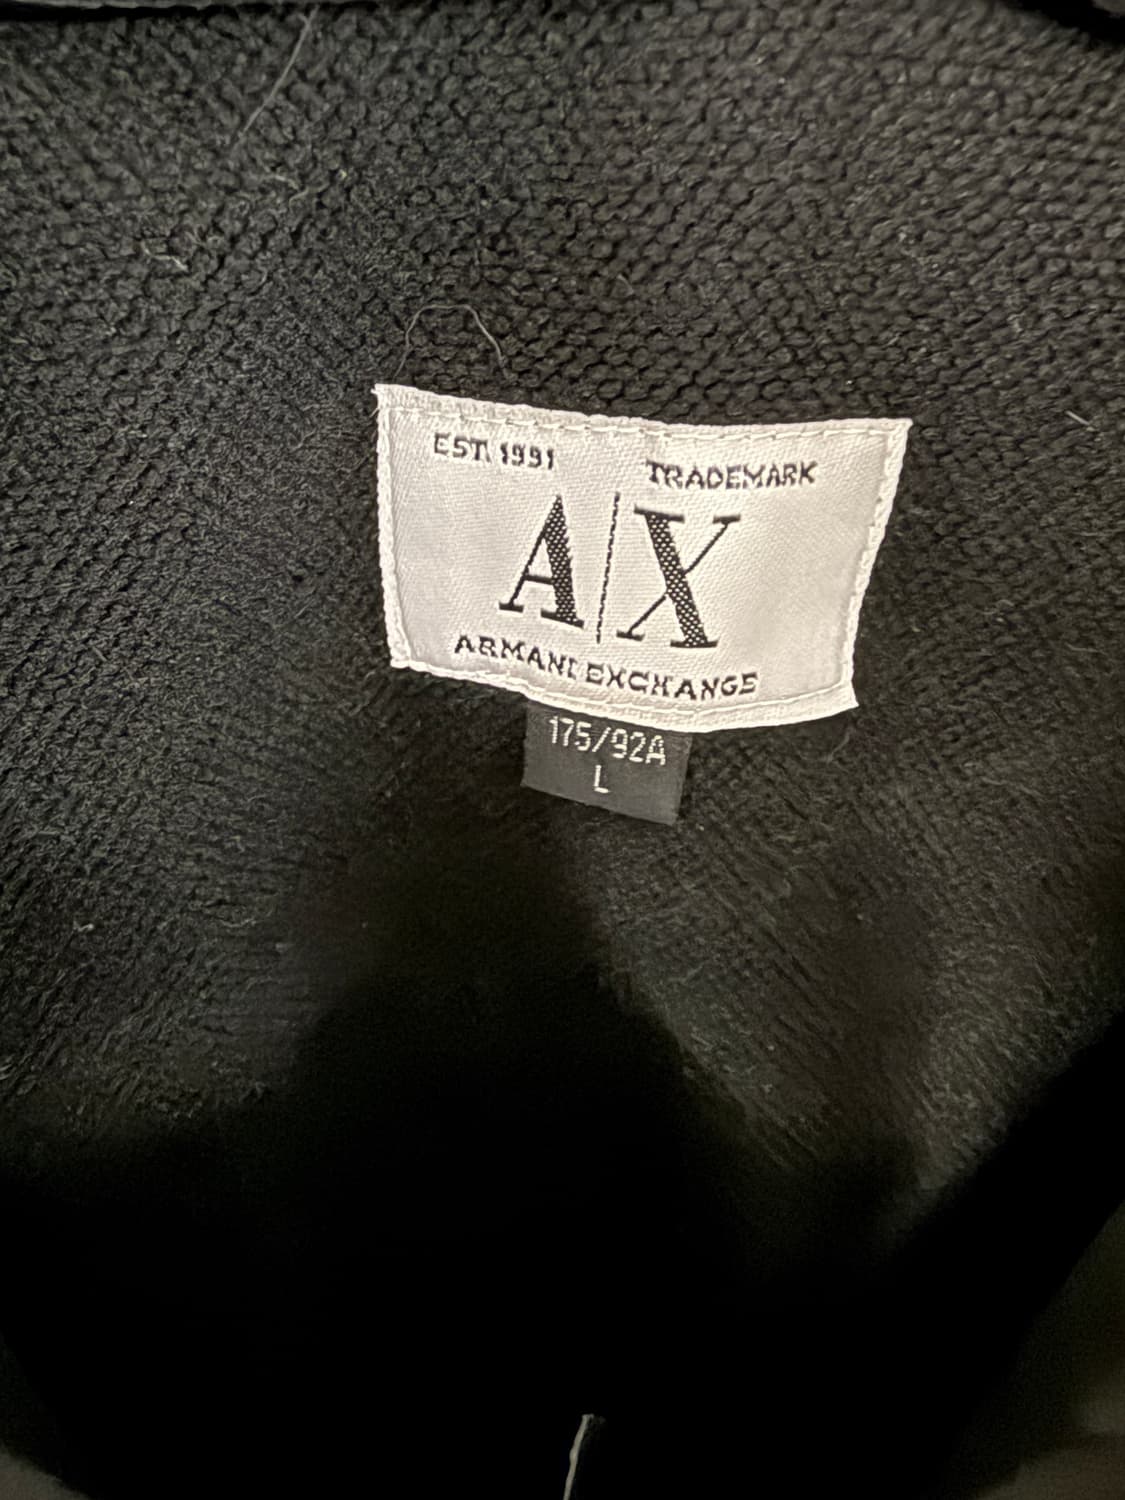 EST. 1991 TRADEMARK
A|X
ARMANI EXCHANGE
175/92A
L